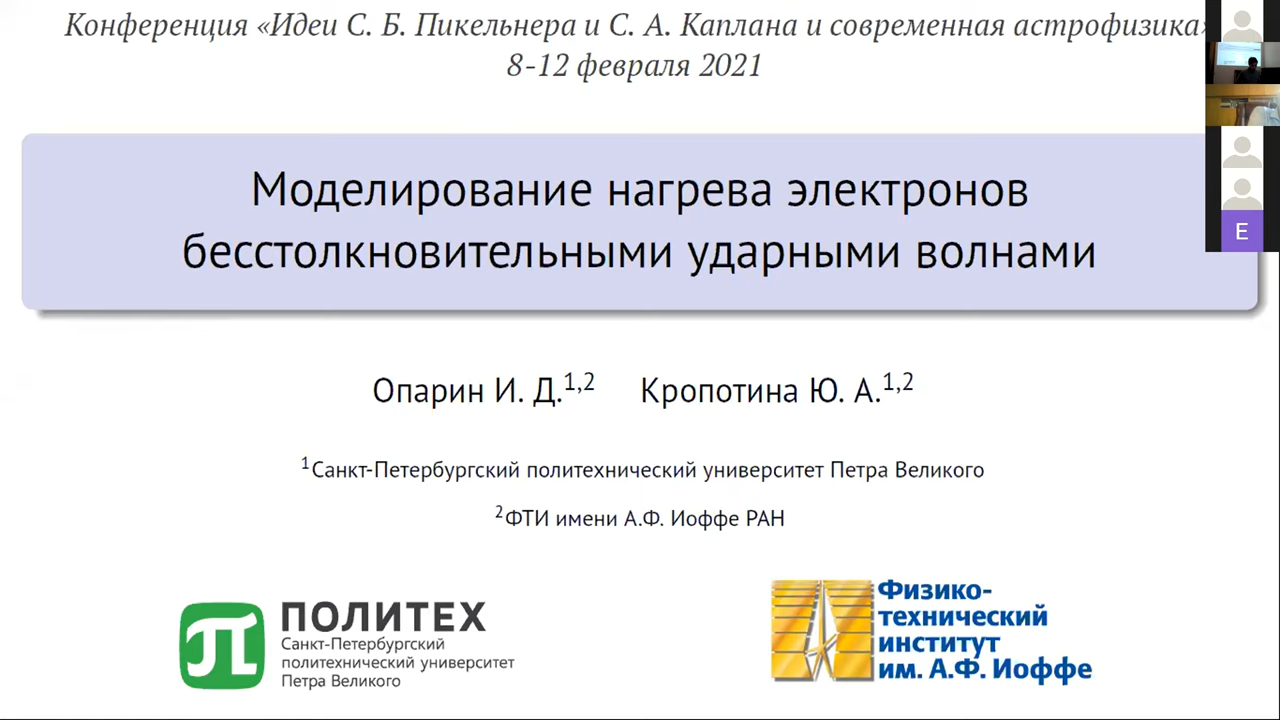 Конференция «Идеи С. Б. Пикельнера и С. А. Каплана и современная астрофизика»
8-12 февраля 2021
E
Моделирование нагрева электронов
бесстолкновительными ударными волнами
Опарин И. Д.1,2 Кропотина Ю. А.1,2
1Санкт-Петербургский политехнический университет Петра Великого
2ФТИ имени А.Ф. Иоффе РАН
ПОЛИТЕХ
Санкт-Петербургский
политехнический университет
Петра Великого
Физико-
технический
институт
им. А.Ф. Иоффе